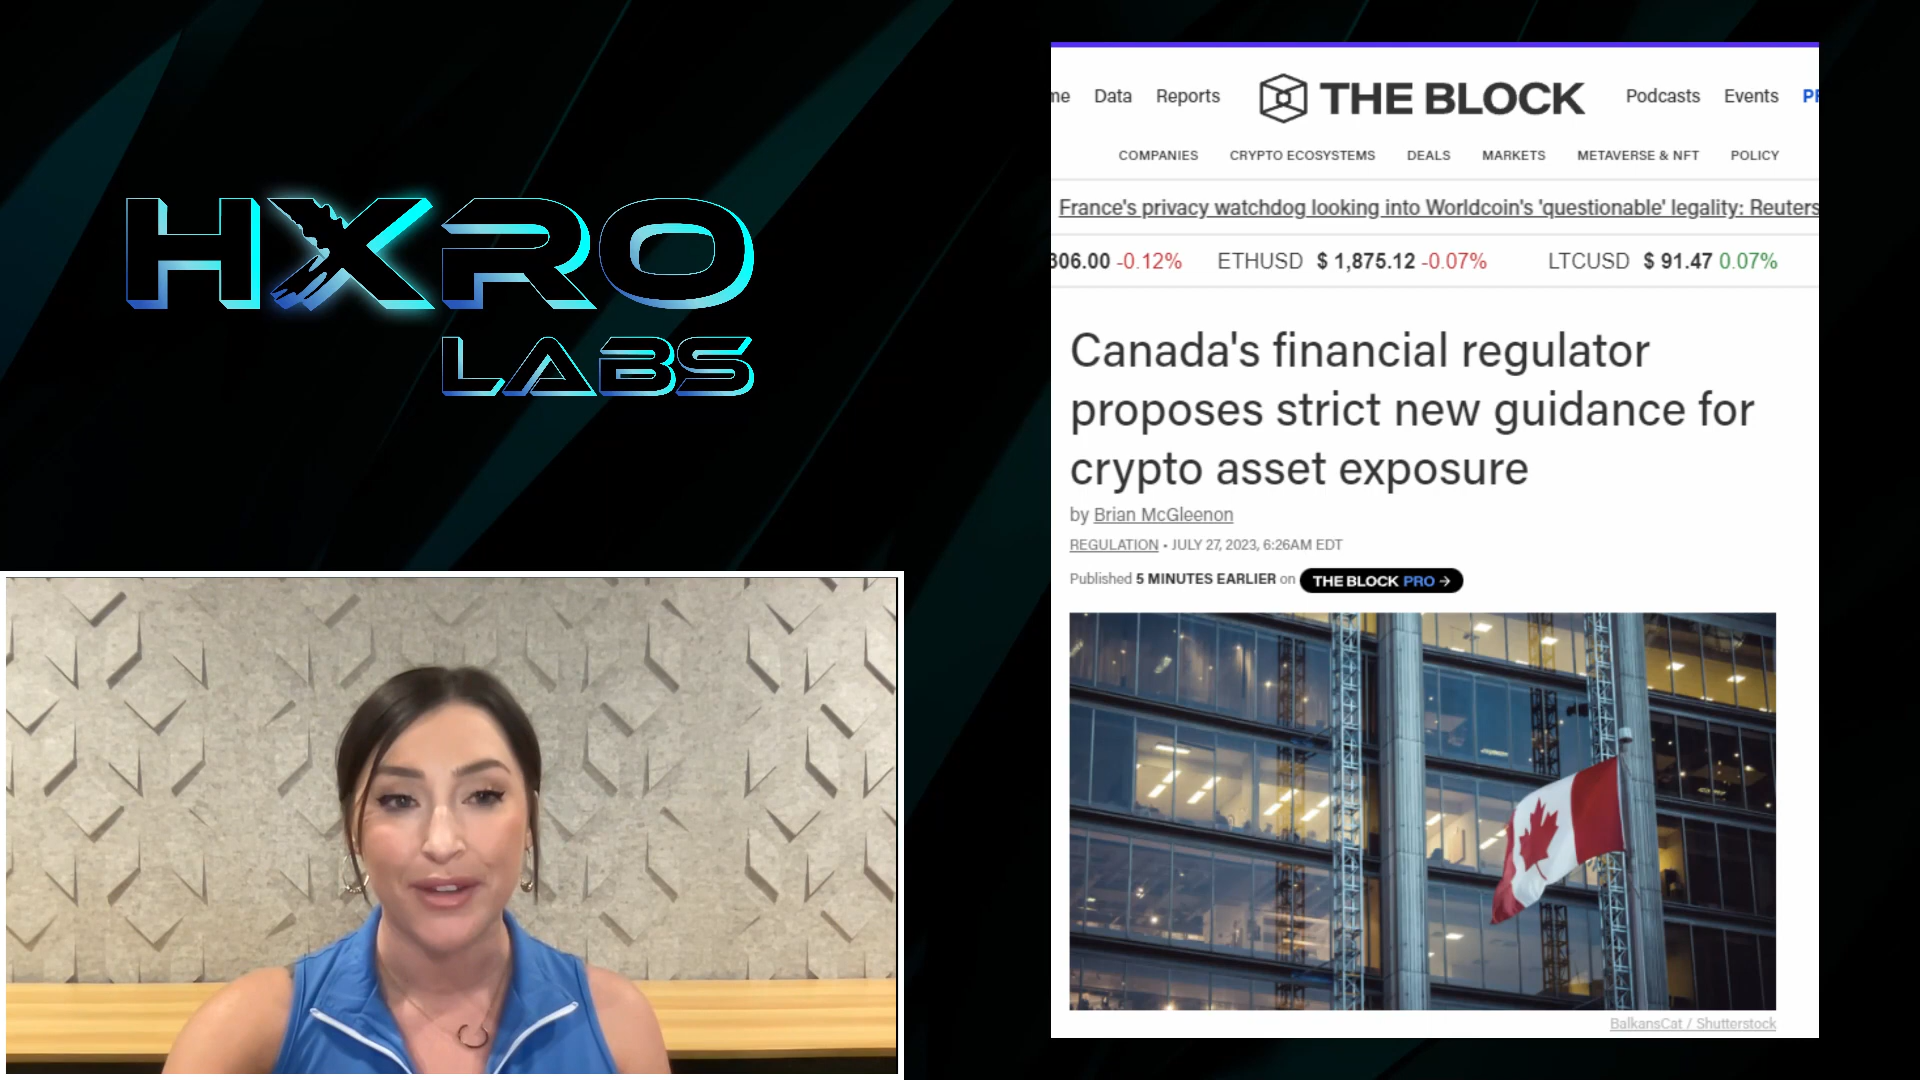 HXRO
LABS
me Data Reports THE BLOCK Podcasts Events
COMPANIES CRYPTO ECOSYSTEMS DEALS MARKETS METAVERSE & NFT POLICY
France's privacy watchdog looking into Worldcoin's 'questionable' legality: Reuters
306.00 -0.12% ETHUSD $ 1,875.12 -0.07% LTCUSD $ 91.47 0.07%
Canada's financial regulator
proposes strict new guidance for
crypto asset exposure
by Brian McGleenon
REGULATION • JULY 27, 2023, 6:26AM EDT
Published 5 MINUTES EARLIER on THE BLOCK PRO →
BalkansCat / Shutterstock